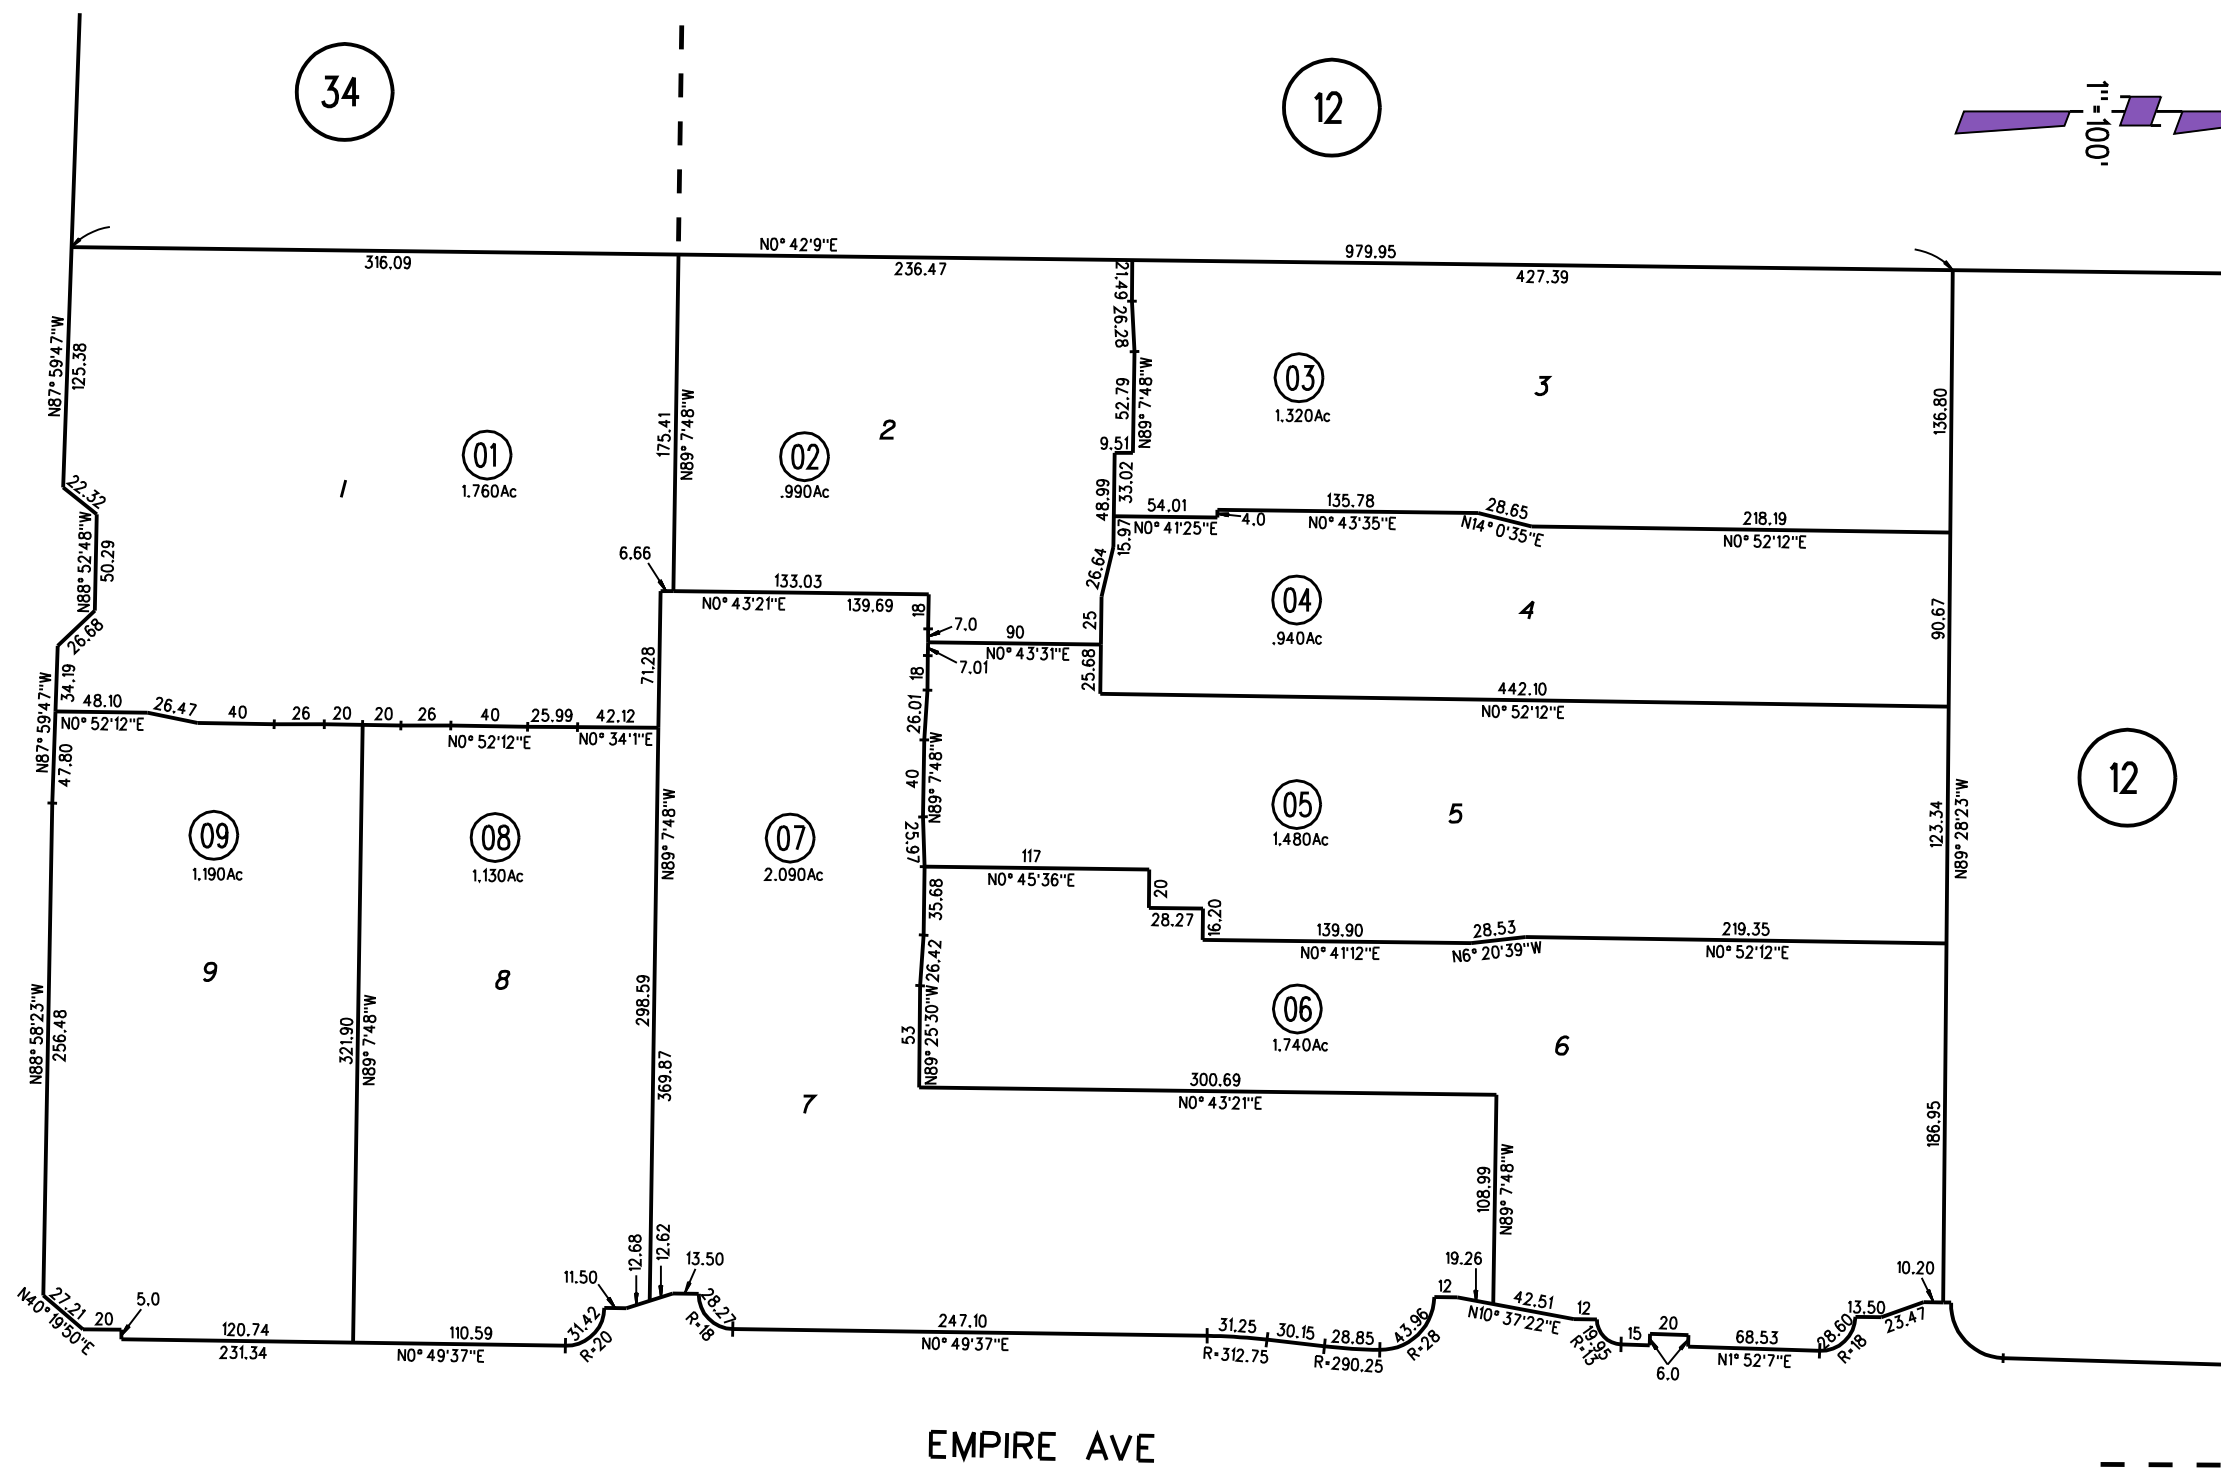 34
12
1"=100'
N0°42'9"E
979.95
316.09
236.47
427.39
N87°59'47"W
125.38
22.32
N88°52'48"W
50.29
26.68
34.19
N87°59'47"W
47.80
1
01
1.760Ac
175.41
N89°7'48"W
6.66
71.28
2
02
.990Ac
133.03
N0°43'21"E
139.69
21.49
26.28
52.79
N89°7'48"W
9.51
33.02
48.99
15.97
26.64
25
25.68
03
1.320Ac
3
136.80
54.01
N0°41'25"E
4.0
135.78
N0°43'35"E
28.65
N14°0'35"E
218.19
N0°52'12"E
04
.940Ac
4
90.67
18
7.0
7.01
18
90
N0°43'31"E
442.10
N0°52'12"E
48.10
N0°52'12"E
26.47
40
26
20
20
26
40
25.99
42.12
N0°52'12"E
N0°34'1"E
26.01
40
N89°7'48"W
25.97
09
1.190Ac
9
08
1.130Ac
8
N89°7'48"W
07
2.090Ac
7
05
1.480Ac
5
123.34
N89°28'23"W
12
117
N0°45'36"E
20
28.27
16.20
139.90
N0°41'12"E
28.53
N6°20'39"W
219.35
N0°52'12"E
35.68
26.42
53
N89°25'30"W
06
1.740Ac
6
186.95
N88°58'23"W
256.48
321.90
N89°7'48"W
298.59
369.87
300.69
N0°43'21"E
108.99
N89°7'48"W
27.21
N40°19'50"E
20
5.0
120.74
231.34
110.59
N0°49'37"E
31.42
R=20
11.50
12.68
12.62
13.50
28.27
R=18
247.10
N0°49'37"E
31.25
R=312.75
30.15
28.85
R=290.25
43.96
R=28
12
19.26
N10°37'22"E
42.51
12
19.95
R=13
15
20
6.0
68.53
N1°52'7"E
28.60
R=18
13.50
23.47
10.20
EMPIRE AVE